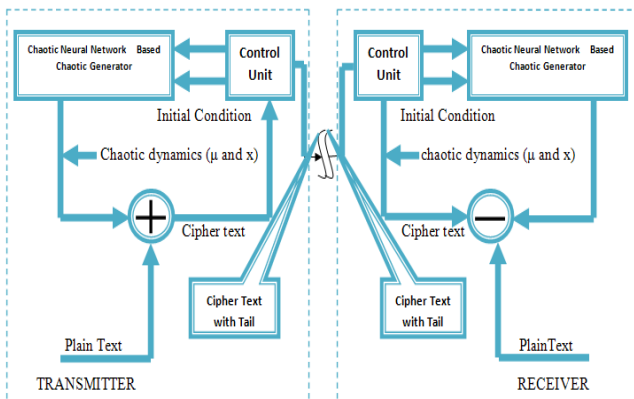 Chaotic Neural Network Based
Chaotic Generator
Control
Unit
Initial Condition
Chaotic dynamics (μ and x)
+
Cipher text
Cipher Text
with Tail
Plain Text
TRANSMITTER
Control
Unit
Chaotic Neural Network Based
Chaotic Generator
Initial Condition
chaotic dynamics (μ and x)
−
Cipher text
Cipher Text
with Tail
PlainText
RECEIVER